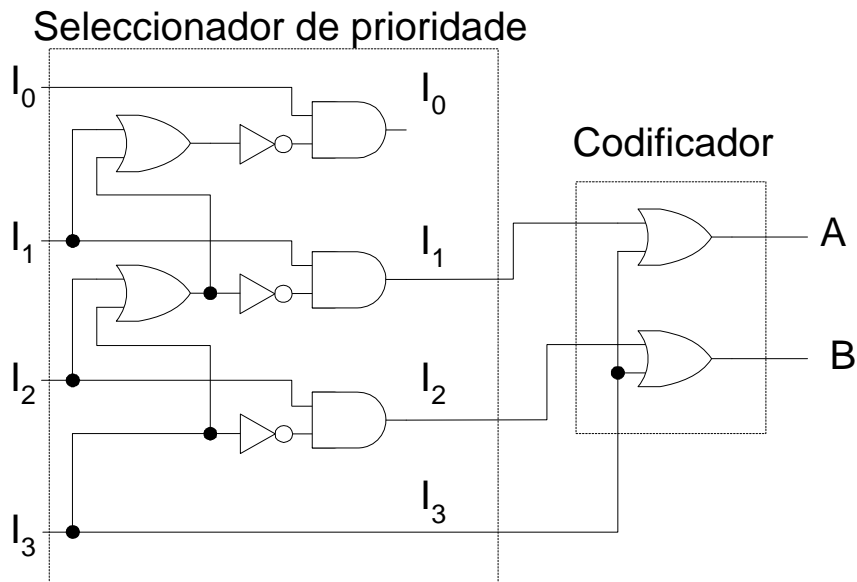 Seleccionador de prioridade
I₀
I₀
Codificador
I₁
I₁
A
I₂
I₂
B
I₃
I₃